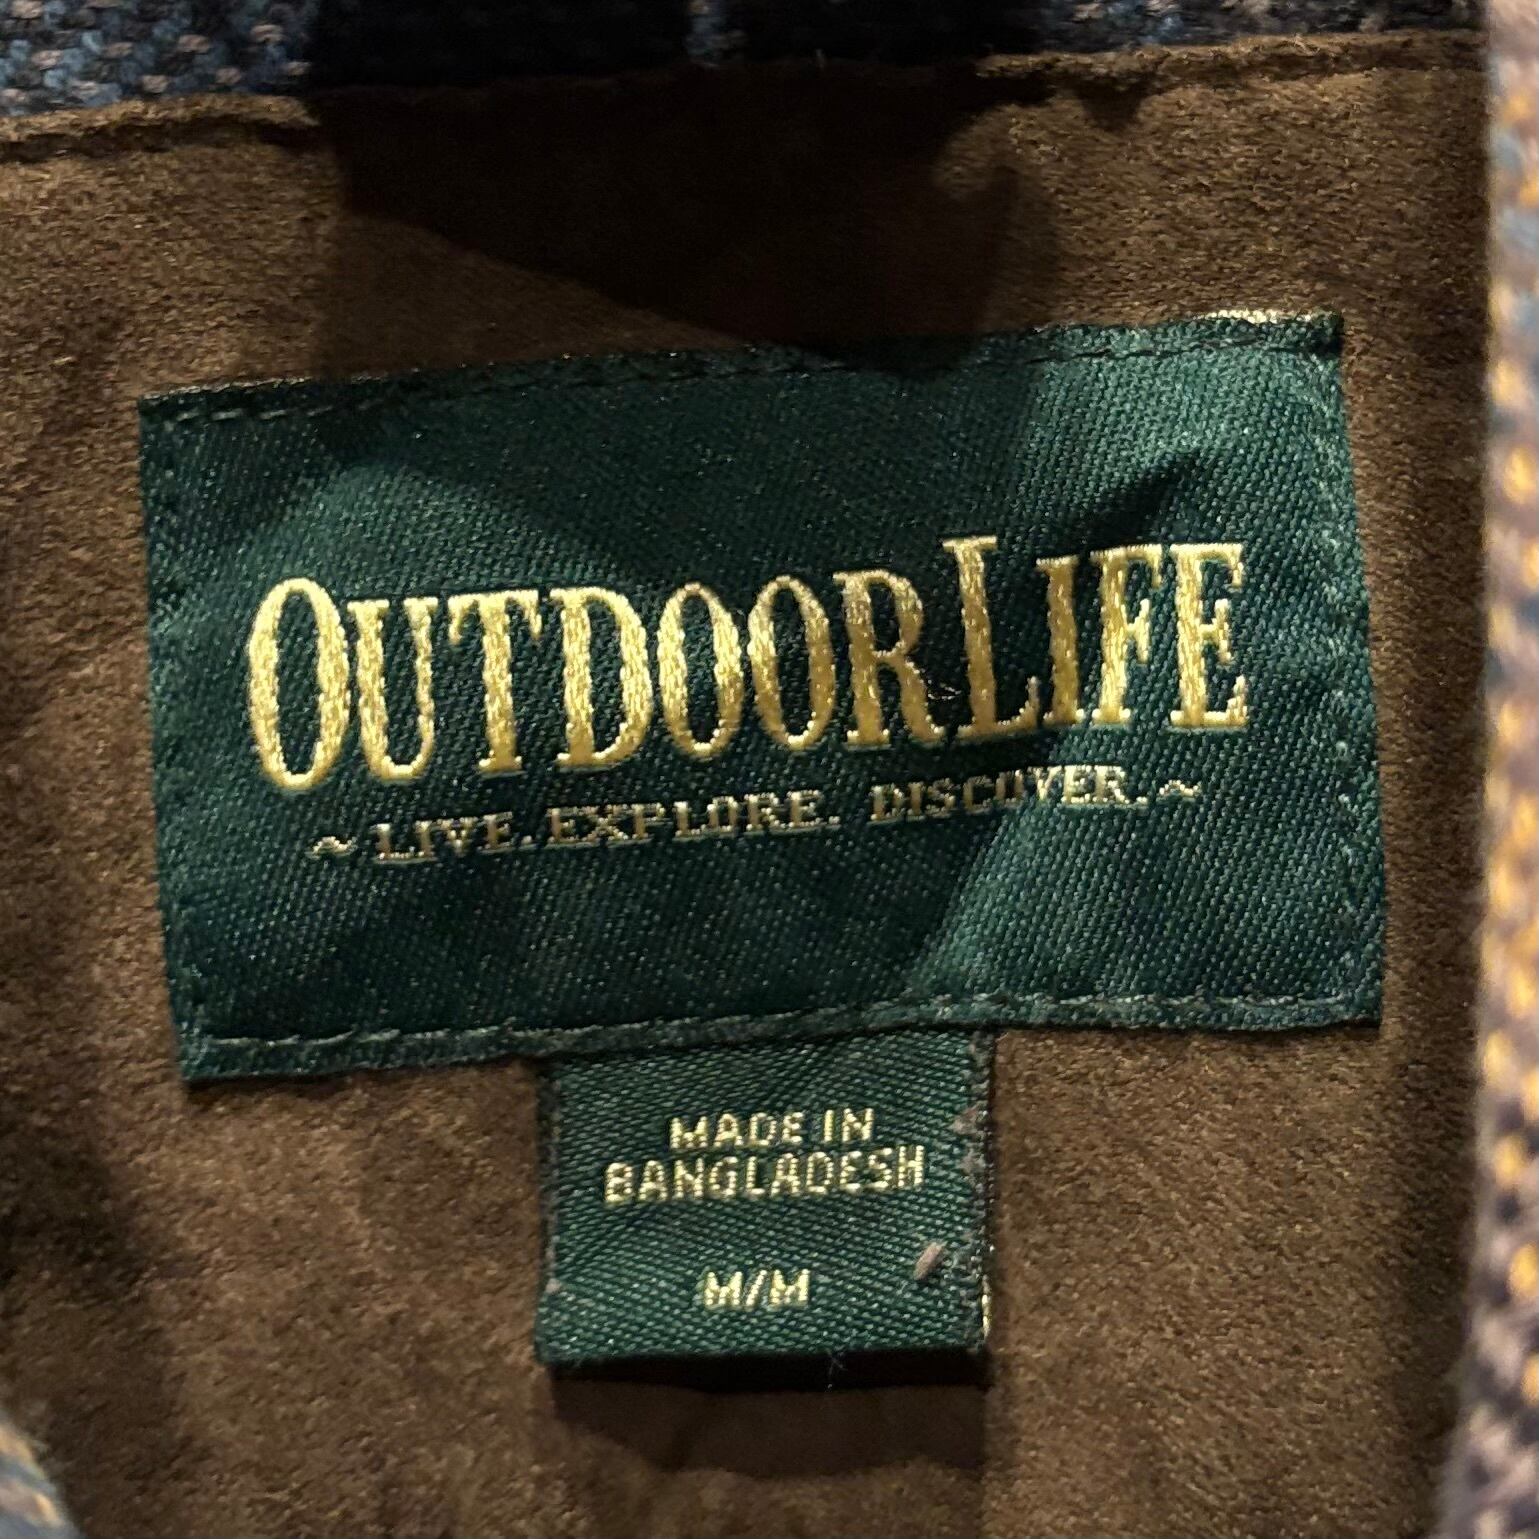 OUTDOORLIFE
~ LIVE. EXPLORE. DISCOVER. ~
MADE IN
BANGLADESH
M/M